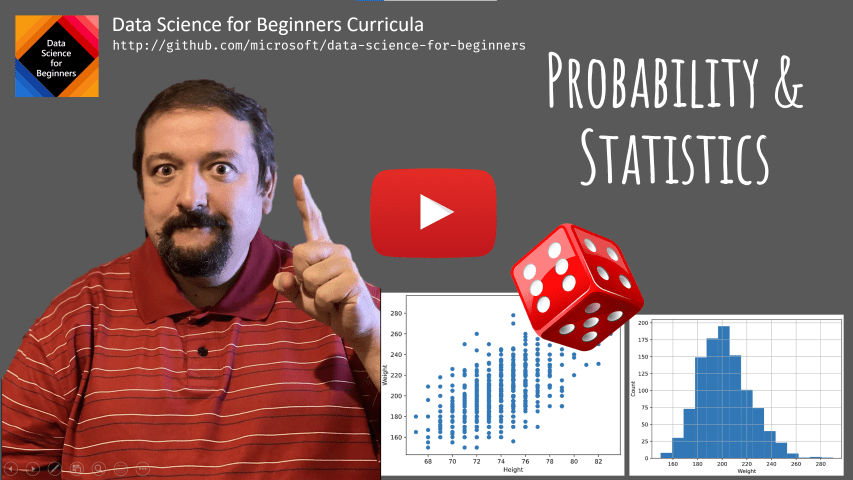 Data Science for Beginners Curricula
http://github.com/microsoft/data-science-for-beginners
Data
Science
for
Beginners
PROBABILITY &
STATISTICS
280
260
240
220
200
180
160
Weight
68 70 72 74 76 78 80 82
Height
200
175
150
125
100
75
50
25
0
Count
160 180 200 220 240 260 280
Weight